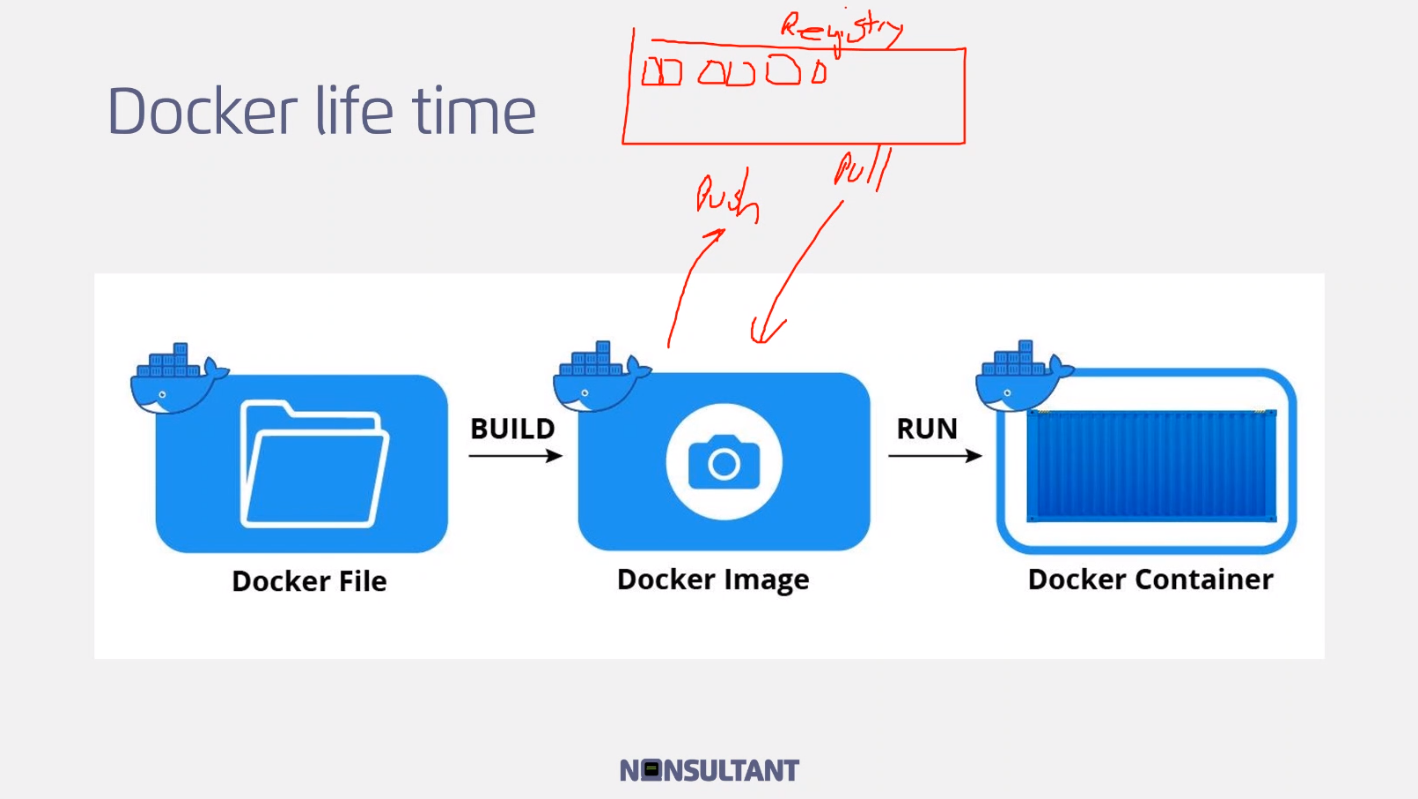 Registry
Docker life time
Push
Pull
BUILD
RUN
Docker File
Docker Image
Docker Container
NONSULTANT